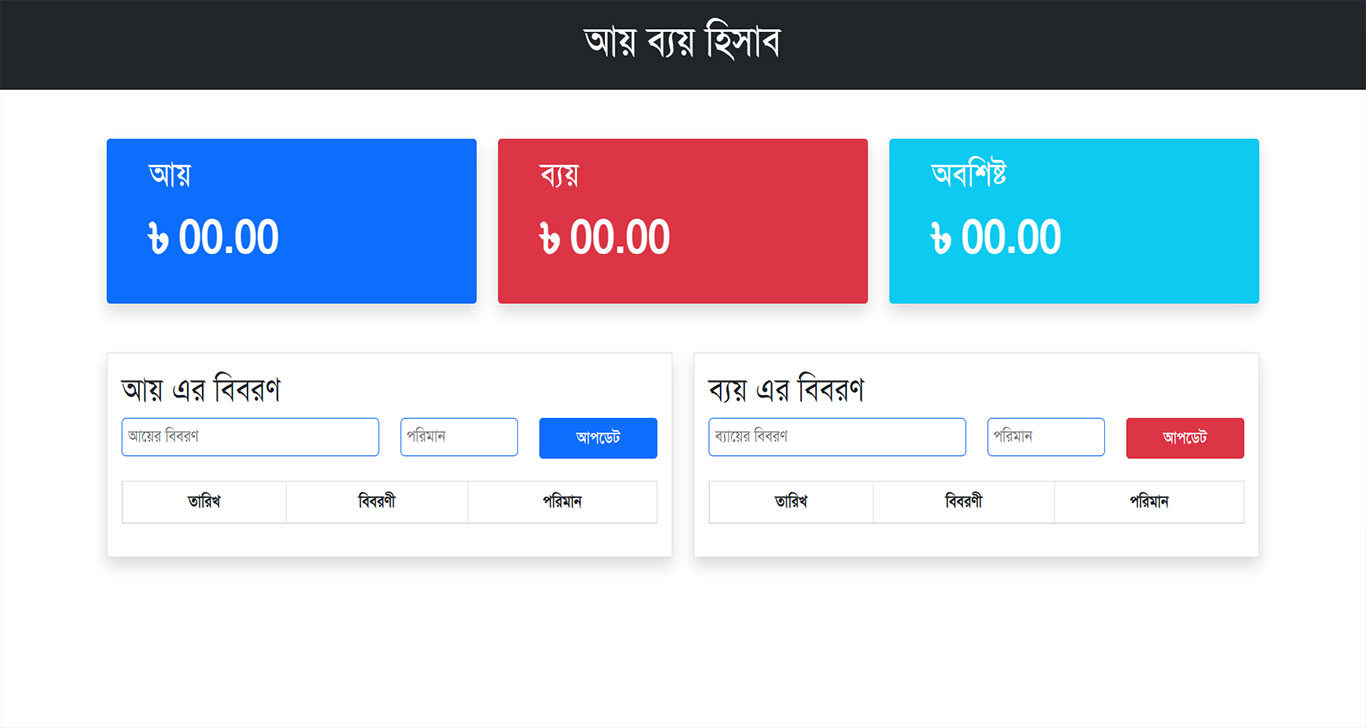 আয় ব্যয় হিসাব
আয়
৳ 00.00
ব্যয়
৳ 00.00
অবশিষ্ট
৳ 00.00
আয় এর বিবরণ
আয়ের বিবরণ
পরিমান
আপডেট
তারিখ বিবরণী পরিমান
ব্যয় এর বিবরণ
ব্যায়ের বিবরণ
পরিমান
আপডেট
তারিখ বিবরণী পরিমান